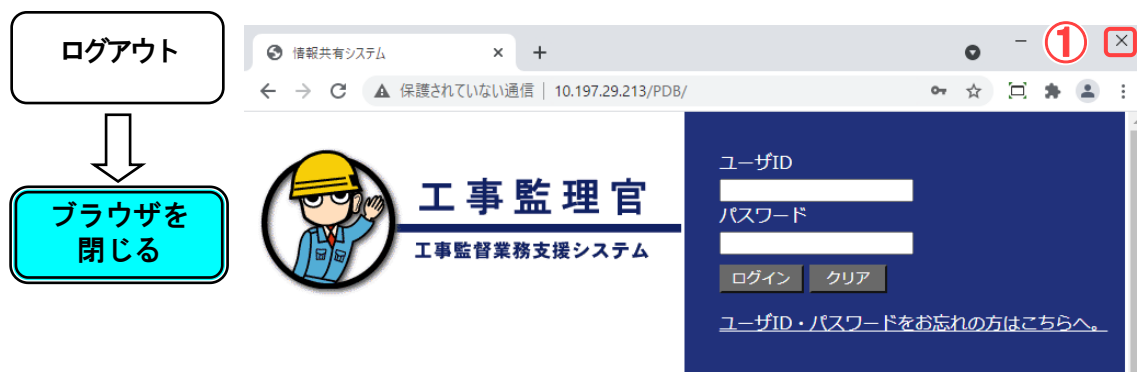 ログアウト
ブラウザを
閉じる
情報共有システム
①
保護されていない通信 | 10.197.29.213/PDB/
工事監理官
工事監督業務支援システム
ユーザID
パスワード
ログイン クリア
ユーザID・パスワードをお忘れの方はこちらへ。